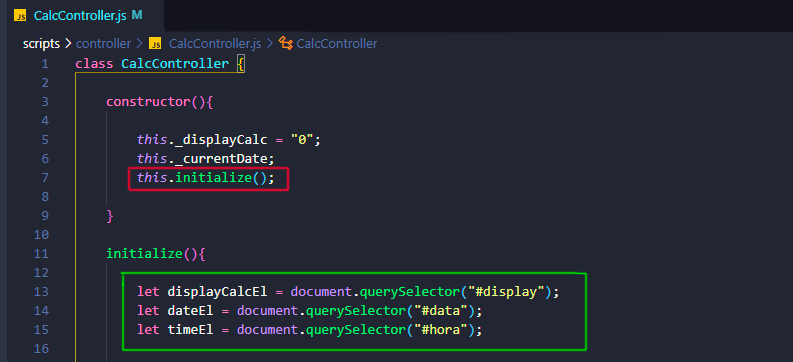 JS CalcController.js M
scripts > controller > JS CalcController.js > CalcController
1 class CalcController {
2
3 constructor(){
4
5 this._displayCalc = "0";
6 this._currentDate;
7 this.initialize();
8
9 }
10
11 initialize(){
12
13 let displayCalcEl = document.querySelector("#display");
14 let dateEl = document.querySelector("#data");
15 let timeEl = document.querySelector("#hora");
16